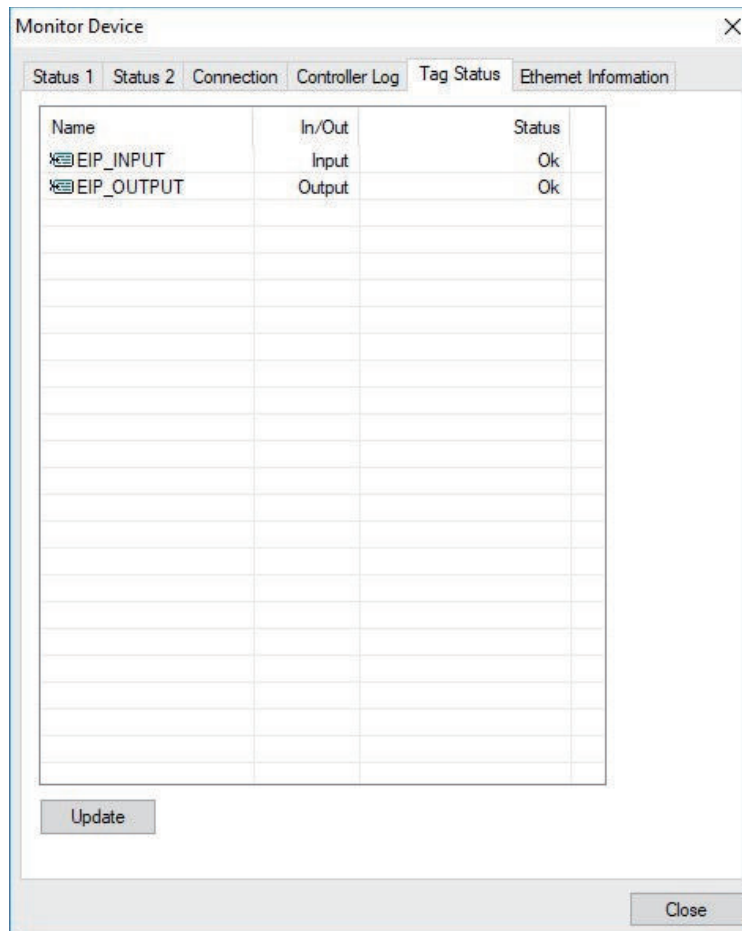 Monitor Device
Status 1 Status 2 Connection Controller Log Tag Status Ethernet Information
Name In/Out Status
EIP_INPUT Input Ok
EIP_OUTPUT Output Ok
Update
Close